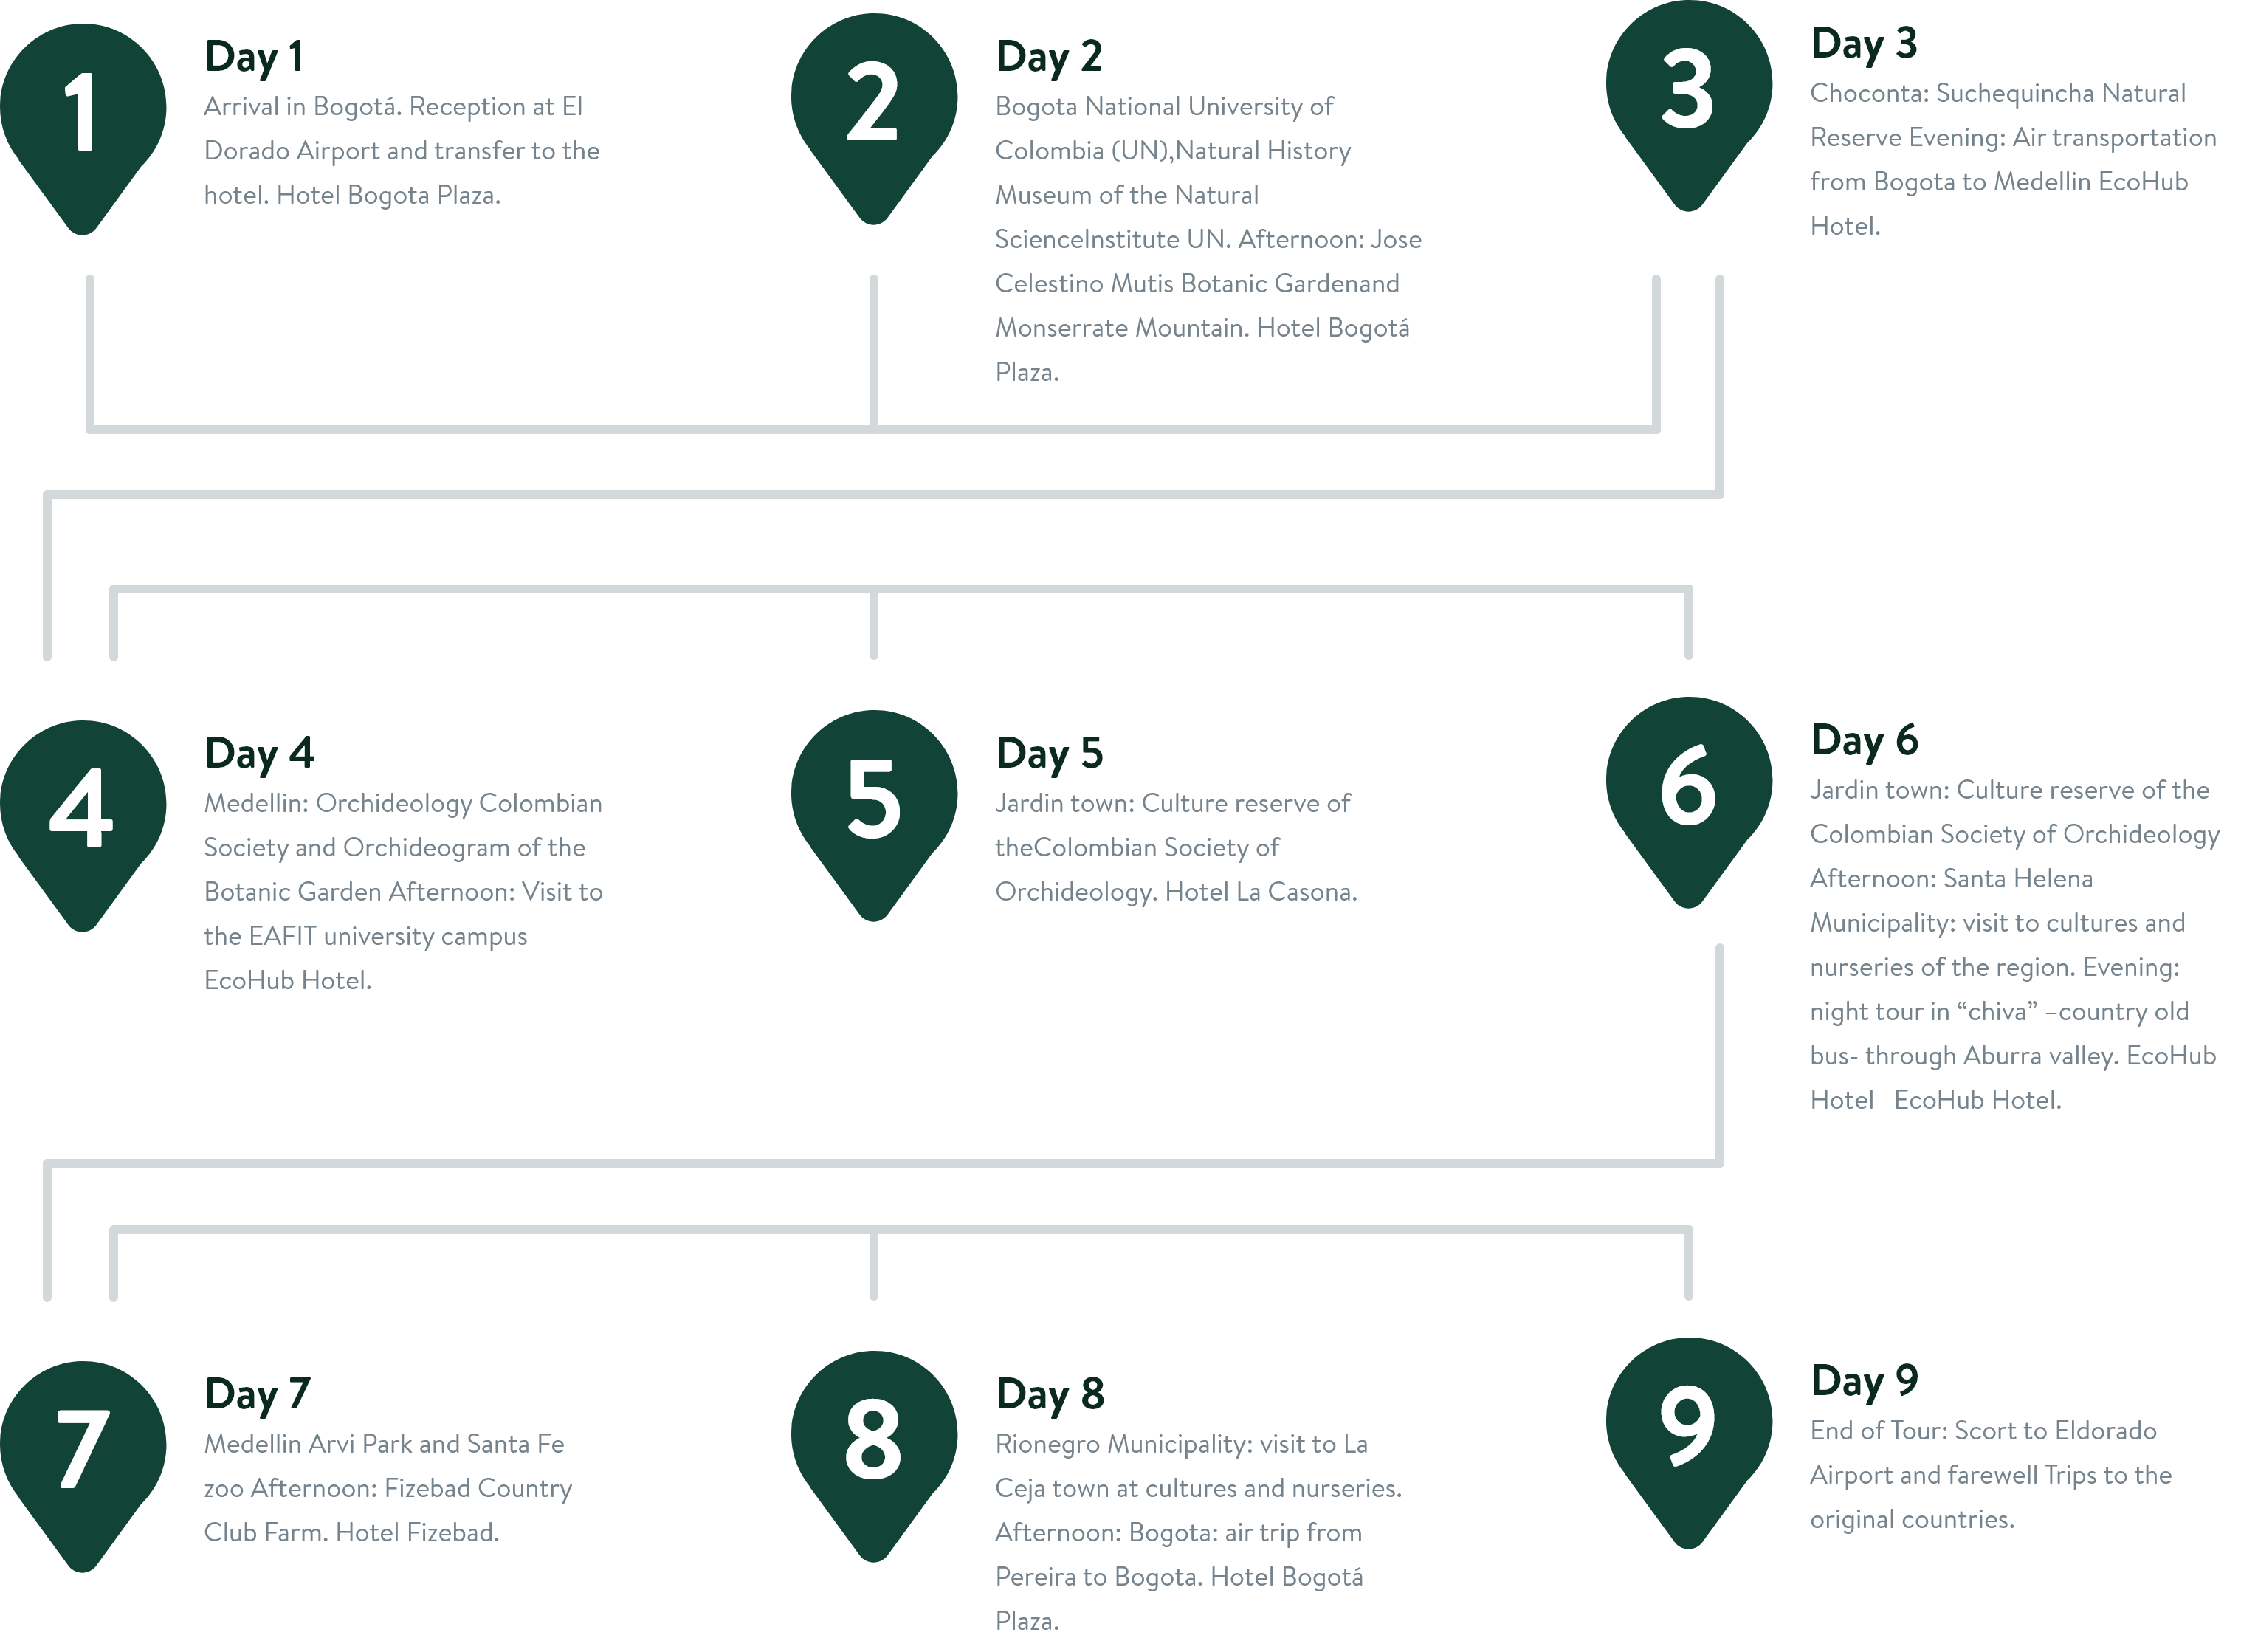 1
Day 1
Arrival in Bogotá. Reception at El
Dorado Airport and transfer to the
hotel. Hotel Bogota Plaza.
2
Day 2
Bogota National University of
Colombia (UN),Natural History
Museum of the Natural
ScienceInstitute UN. Afternoon: Jose
Celestino Mutis Botanic Gardenand
Monserrate Mountain. Hotel Bogotá
Plaza.
3
Day 3
Choconta: Suchequincha Natural
Reserve Evening: Air transportation
from Bogota to Medellin EcoHub
Hotel.
4
Day 4
Medellin: Orchideology Colombian
Society and Orchideogram of the
Botanic Garden Afternoon: Visit to
the EAFIT university campus
EcoHub Hotel.
5
Day 5
Jardin town: Culture reserve of
theColombian Society of
Orchideology. Hotel La Casona.
6
Day 6
Jardin town: Culture reserve of the
Colombian Society of Orchideology
Afternoon: Santa Helena
Municipality: visit to cultures and
nurseries of the region. Evening:
night tour in “chiva” –country old
bus- through Aburra valley. EcoHub
Hotel   EcoHub Hotel.
7
Day 7
Medellin Arvi Park and Santa Fe
zoo Afternoon: Fizebad Country
Club Farm. Hotel Fizebad.
8
Day 8
Rionegro Municipality: visit to La
Ceja town at cultures and nurseries.
Afternoon: Bogota: air trip from
Pereira to Bogota. Hotel Bogotá
Plaza.
9
Day 9
End of Tour: Scort to Eldorado
Airport and farewell Trips to the
original countries.